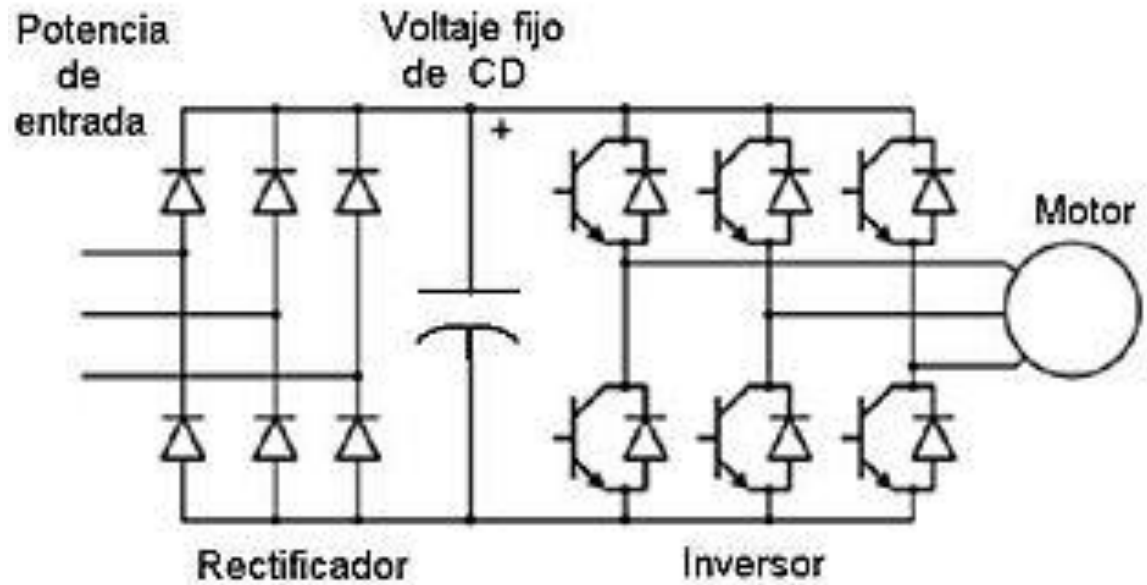 Potencia
de
entrada
Voltaje fijo
de CD
+
Motor
Rectificador
Inversor